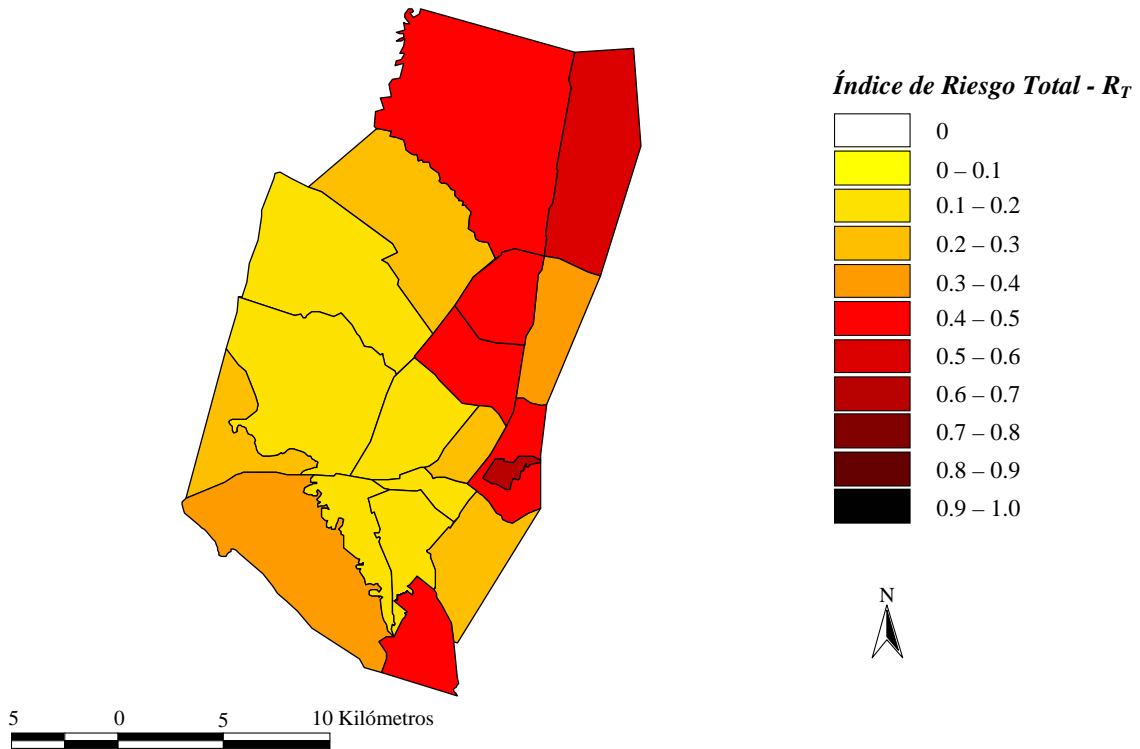 Índice de Riesgo Total - R_T
0
0 – 0.1
0.1 – 0.2
0.2 – 0.3
0.3 – 0.4
0.4 – 0.5
0.5 – 0.6
0.6 – 0.7
0.7 – 0.8
0.8 – 0.9
0.9 – 1.0
N
5 0 5 10 Kilómetros